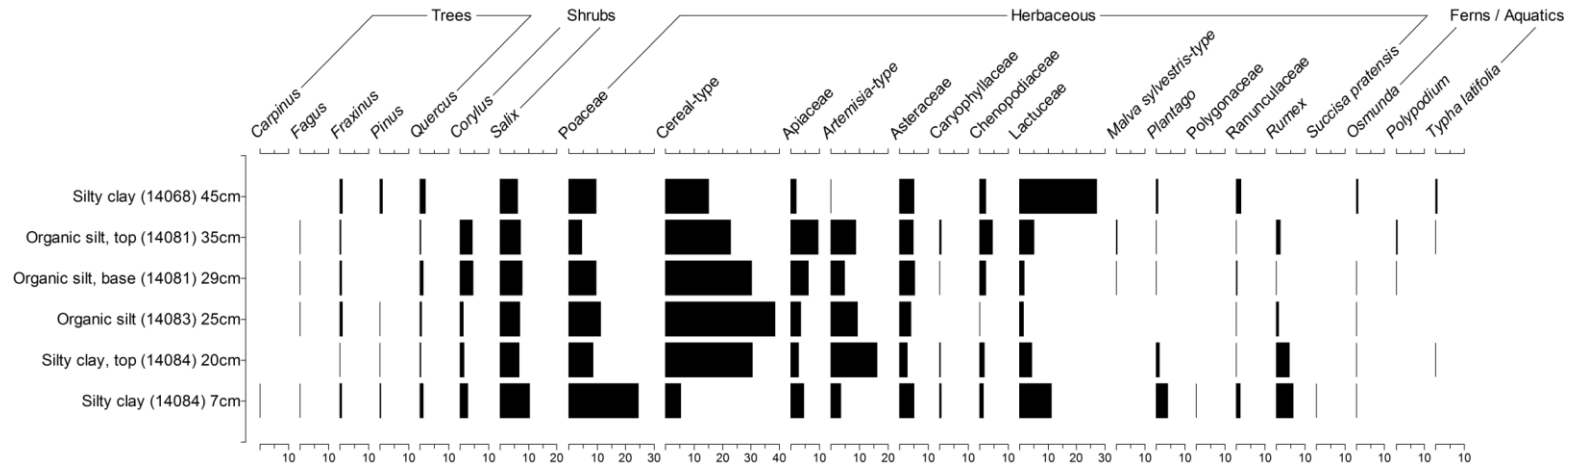 Trees Shrubs Herbaceous Ferns / Aquatics
Carpinus
Fagus
Fraxinus
Pinus
Quercus
Corylus
Salix
Poaceae
Cereal-type
Apiaceae
Artemisia-type
Asteraceae
Caryophyllaceae
Chenopodiaceae
Lactuceae
Malva sylvestris-type
Plantago
Polygonaceae
Ranunculaceae
Rumex
Succisa pratensis
Osmunda
Polypodium
Typha latifolia
Silty clay (14068) 45cm
Organic silt, top (14081) 35cm
Organic silt, base (14081) 29cm
Organic silt (14083) 25cm
Silty clay, top (14084) 20cm
Silty clay (14084) 7cm
10 10 10 10 10 10 10 20 10 20 30 10 20 30 40 10 10 20 10 10 10 10 20 30 10 10 10 10 10 10 10 10 10